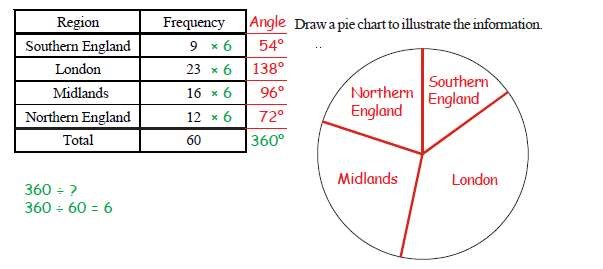 Region Frequency Angle
Southern England 9 × 6 54°
London 23 × 6 138°
Midlands 16 × 6 96°
Northern England 12 × 6 72°
Total 60 360°
360 ÷ ?
360 ÷ 60 = 6
Draw a pie chart to illustrate the information.
Northern
England
Southern
England
Midlands
London